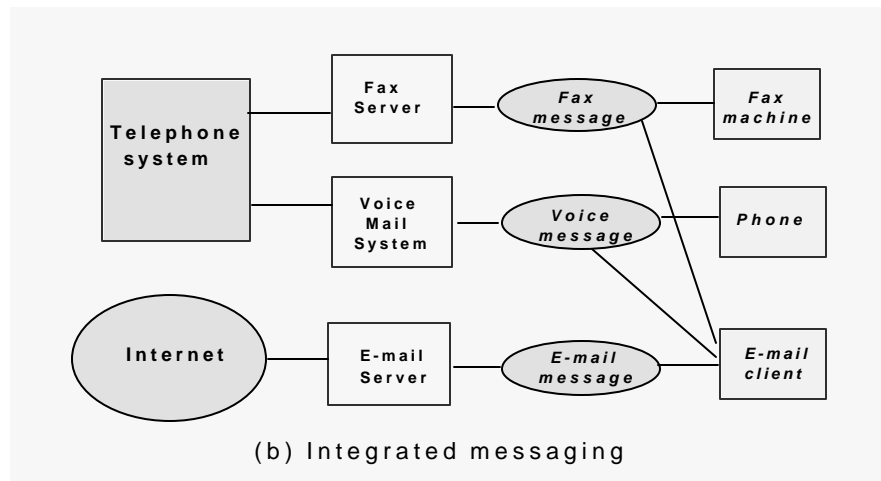 Telephone
system
Fax
Server
Fax
message
Fax
machine
Voice
Mail
System
Voice
message
Phone
Internet
E-mail
Server
E-mail
message
E-mail
client
(b) Integrated messaging